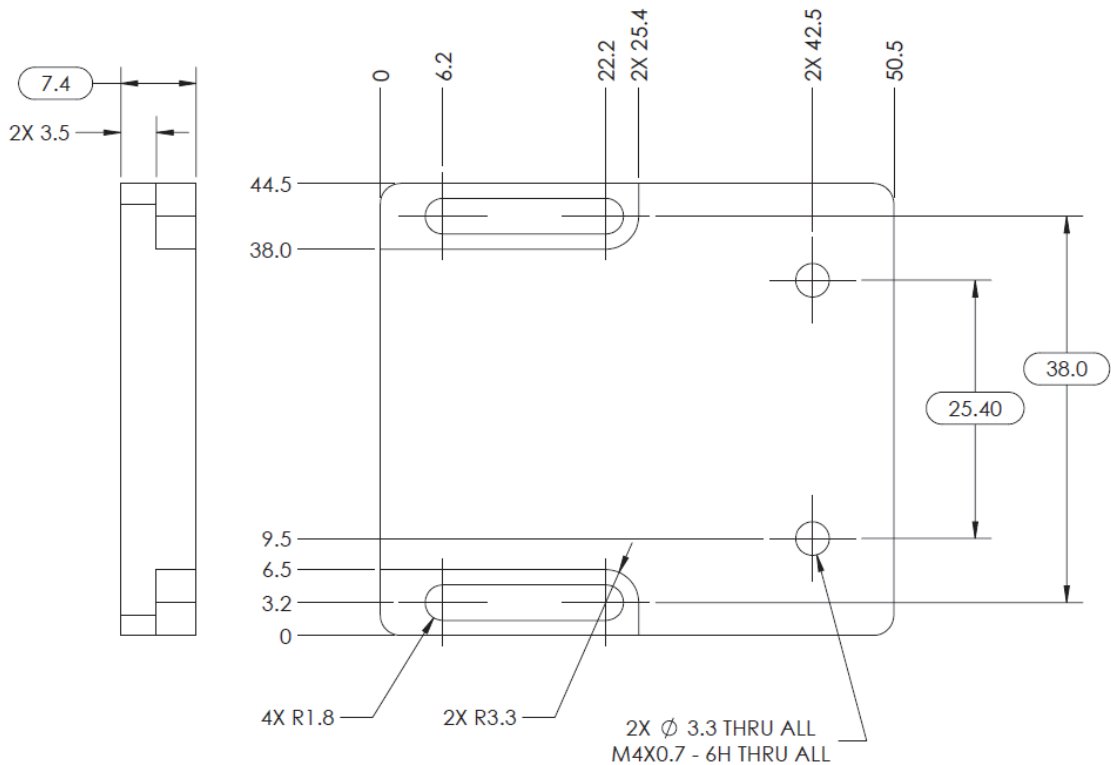 0
6.2
22.2
2X 25.4
2X 42.5
50.5
7.4
2X 3.5
44.5
38.0
38.0
25.40
9.5
6.5
3.2
0
4X R1.8
2X R3.3
2X ∅ 3.3 THRU ALL
M4X0.7 - 6H THRU ALL